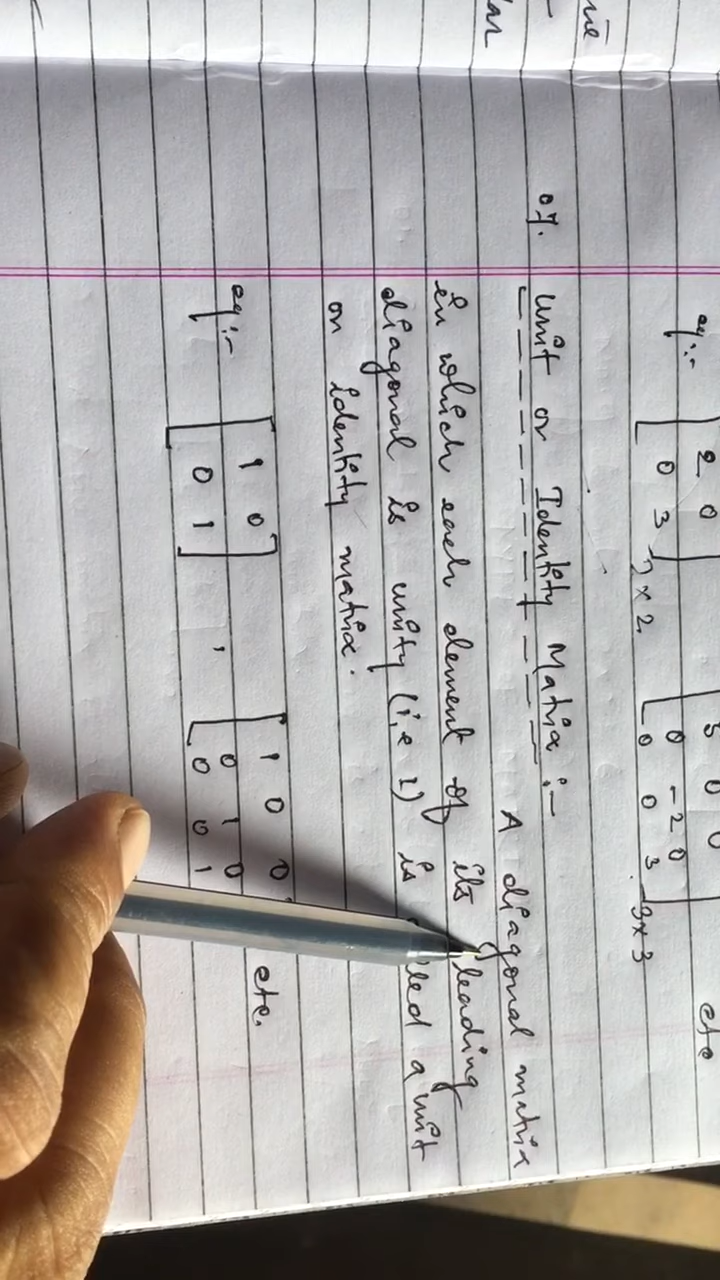 eg:- [2 0 [5 0 0 etc
0 3]2×2 0 -2 0
0 0 3]3×3
07. Unit or Identity Matrix :- A diagonal matrix
in which each element of its leading
diagonal is unity (i,e 1) is led a unit
or identity matrix.
eg:- [1 0 , [1 0 0 etc.
0 1] 0 1 0
0 0 1